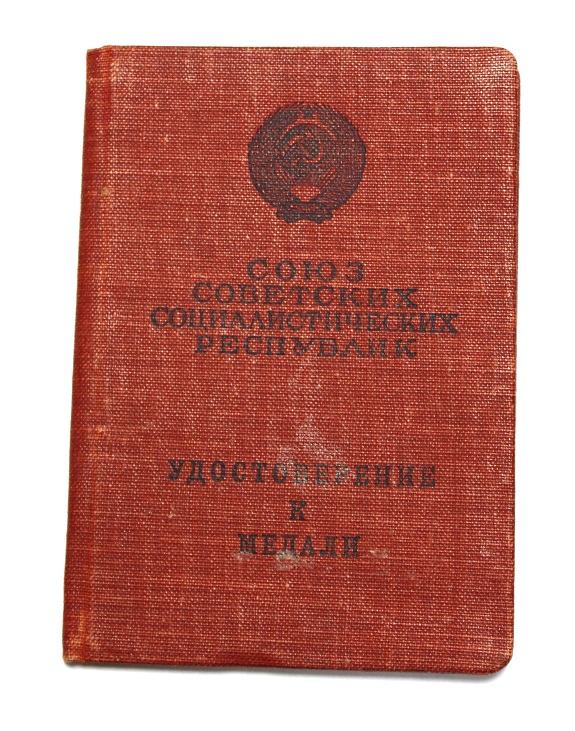 СОЮЗ
СОВЕТСКИХ
СОЦИАЛИСТИЧЕСКИХ
РЕСПУБЛИК
УДОСТОВЕРЕНИЕ
К
МЕДАЛИ